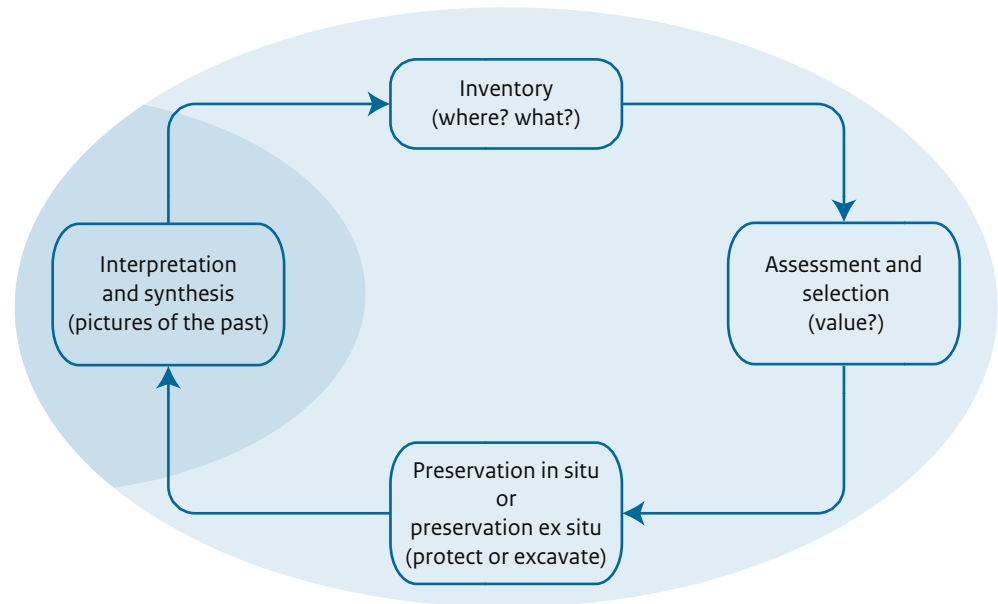 Inventory
(where? what?)
Interpretation
and synthesis
(pictures of the past)
Assessment and
selection
(value?)
Preservation in situ
or
preservation ex situ
(protect or excavate)